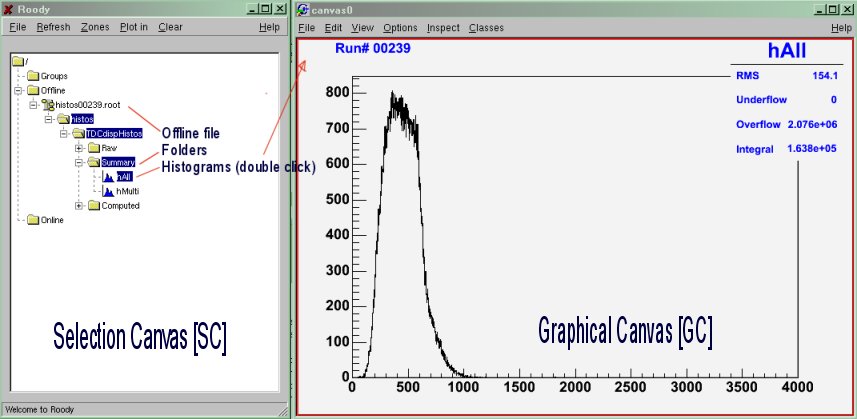 Roody
File Refresh Zones Plot in Clear Help
/
Groups
Offline
histos00239.root
histos
TDCdispHistos
Raw
Summary
hAll
hMulti
Computed
Online
Offline file
Folders
Histograms (double click)
Selection Canvas [SC]
Welcome to Roody
canvas0
File Edit View Options Inspect Classes Help
Run# 00239
hAll
RMS 154.1
Underflow 0
Overflow 2.076e+06
Integral 1.638e+05
800
700
600
500
400
300
200
100
0
0 500 1000 1500 2000 2500 3000 3500 4000
Graphical Canvas [GC]